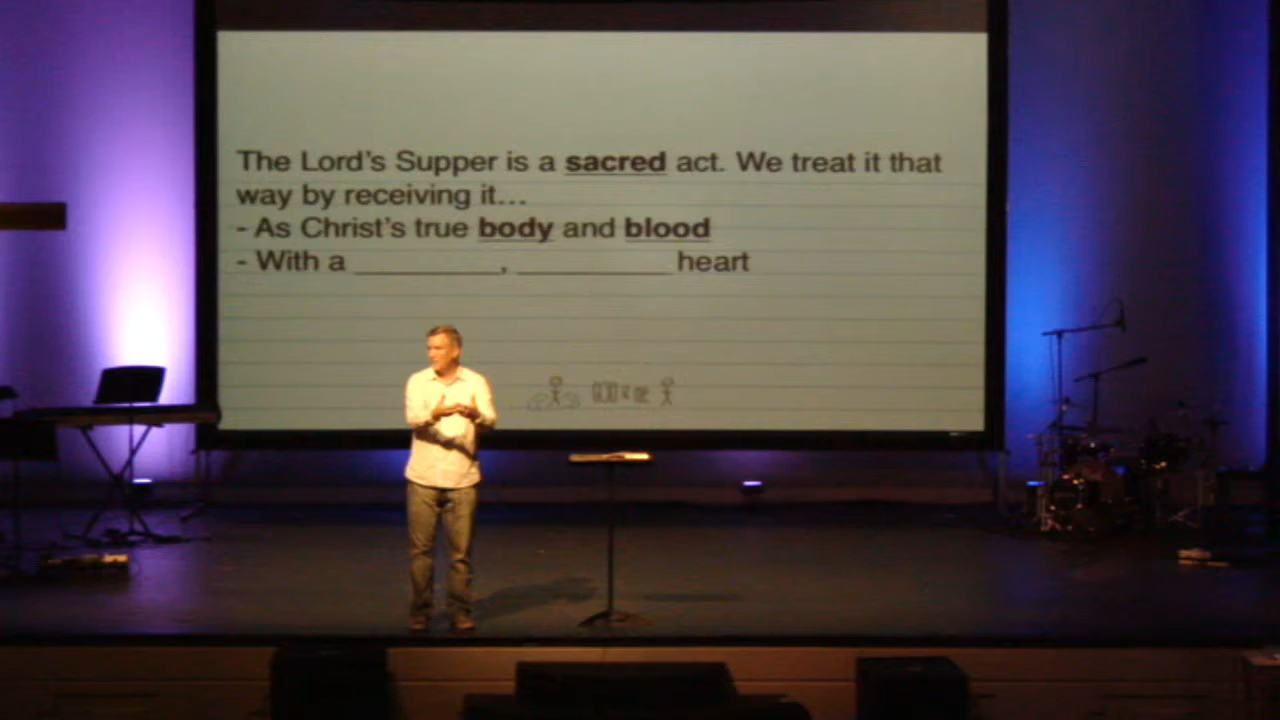 The Lord's Supper is a sacred act. We treat it that
way by receiving it...
- As Christ's true body and blood
- With a __________, __________ heart